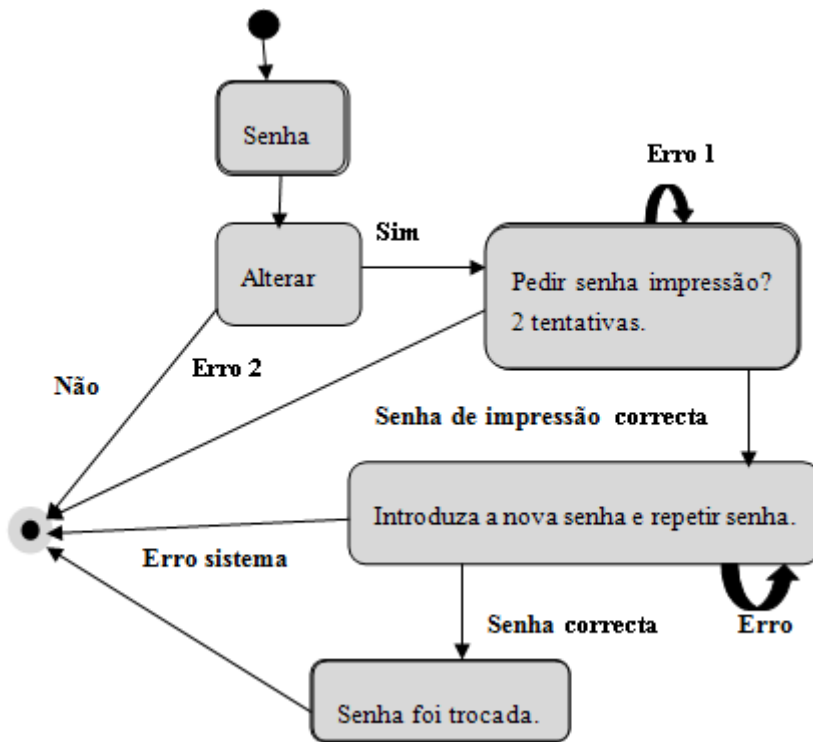 Senha
Erro 1
Sim
Alterar
Pedir senha impressão?
2 tentativas.
Erro 2
Não
Senha de impressão correcta
Introduza a nova senha e repetir senha.
Erro sistema
Senha correcta
Erro
Senha foi trocada.